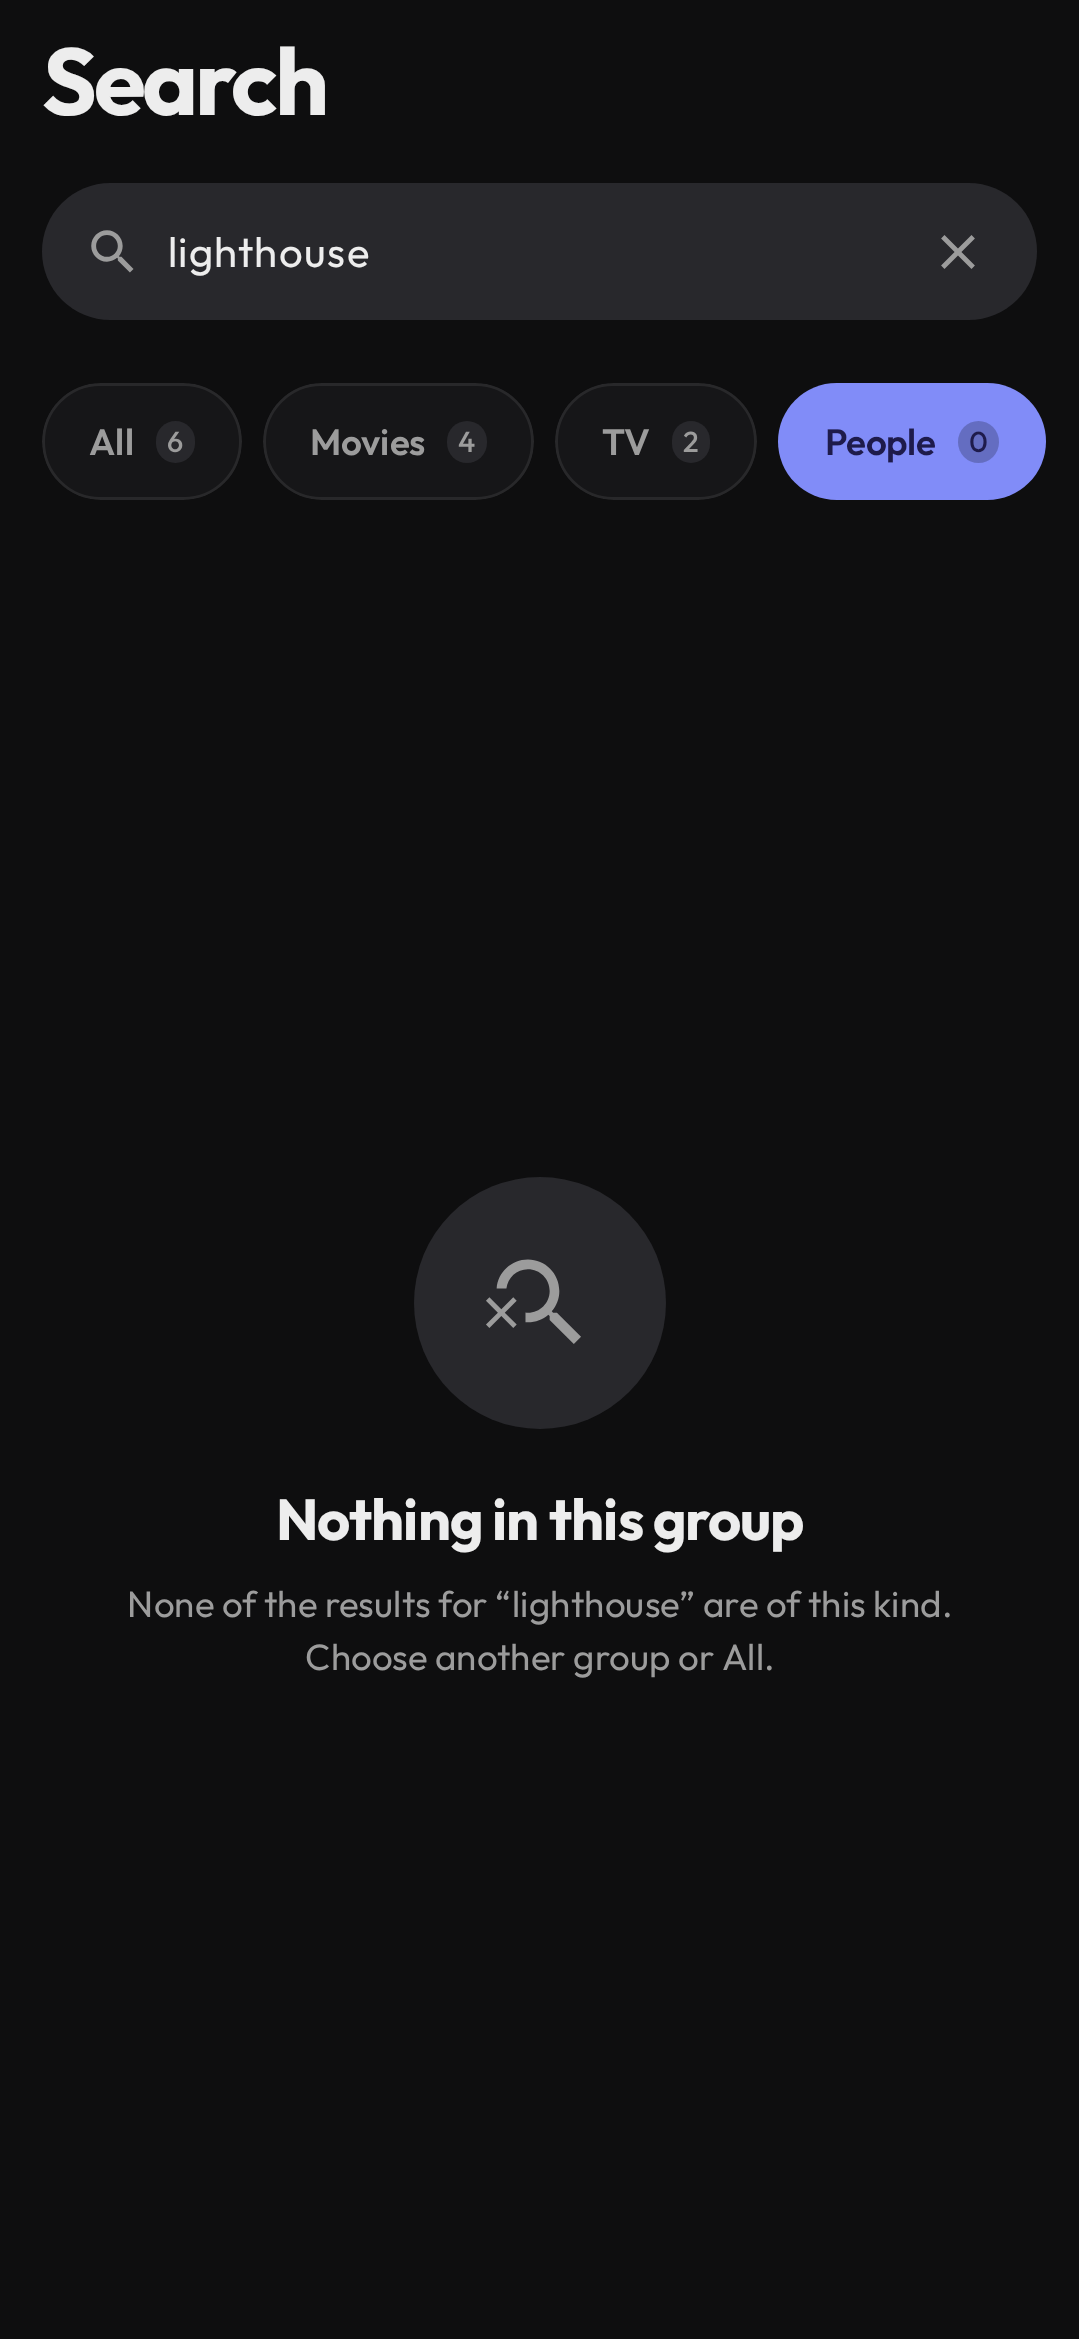 Search
lighthouse
All 6 Movies 4 TV 2 People 0
Nothing in this group
None of the results for “lighthouse” are of this kind.
Choose another group or All.